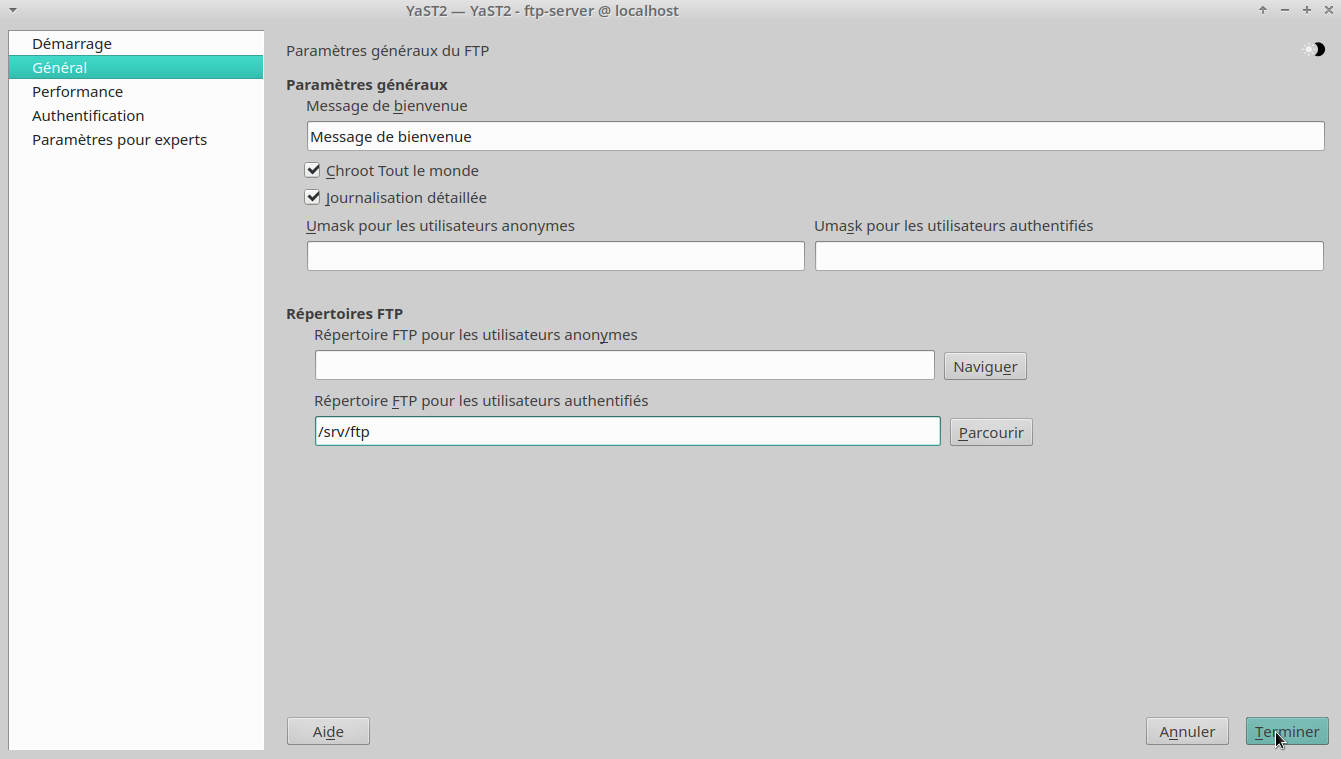 YaST2 — YaST2 - ftp-server @ localhost
Démarrage
Général
Performance
Authentification
Paramètres pour experts
Paramètres généraux du FTP
Paramètres généraux
Message de bienvenue
Message de bienvenue
Chroot Tout le monde
Journalisation détaillée
Umask pour les utilisateurs anonymes
Umask pour les utilisateurs authentifiés
Répertoires FTP
Répertoire FTP pour les utilisateurs anonymes
Naviguer
Répertoire FTP pour les utilisateurs authentifiés
/srv/ftp
Parcourir
Aide
Annuler
Terminer